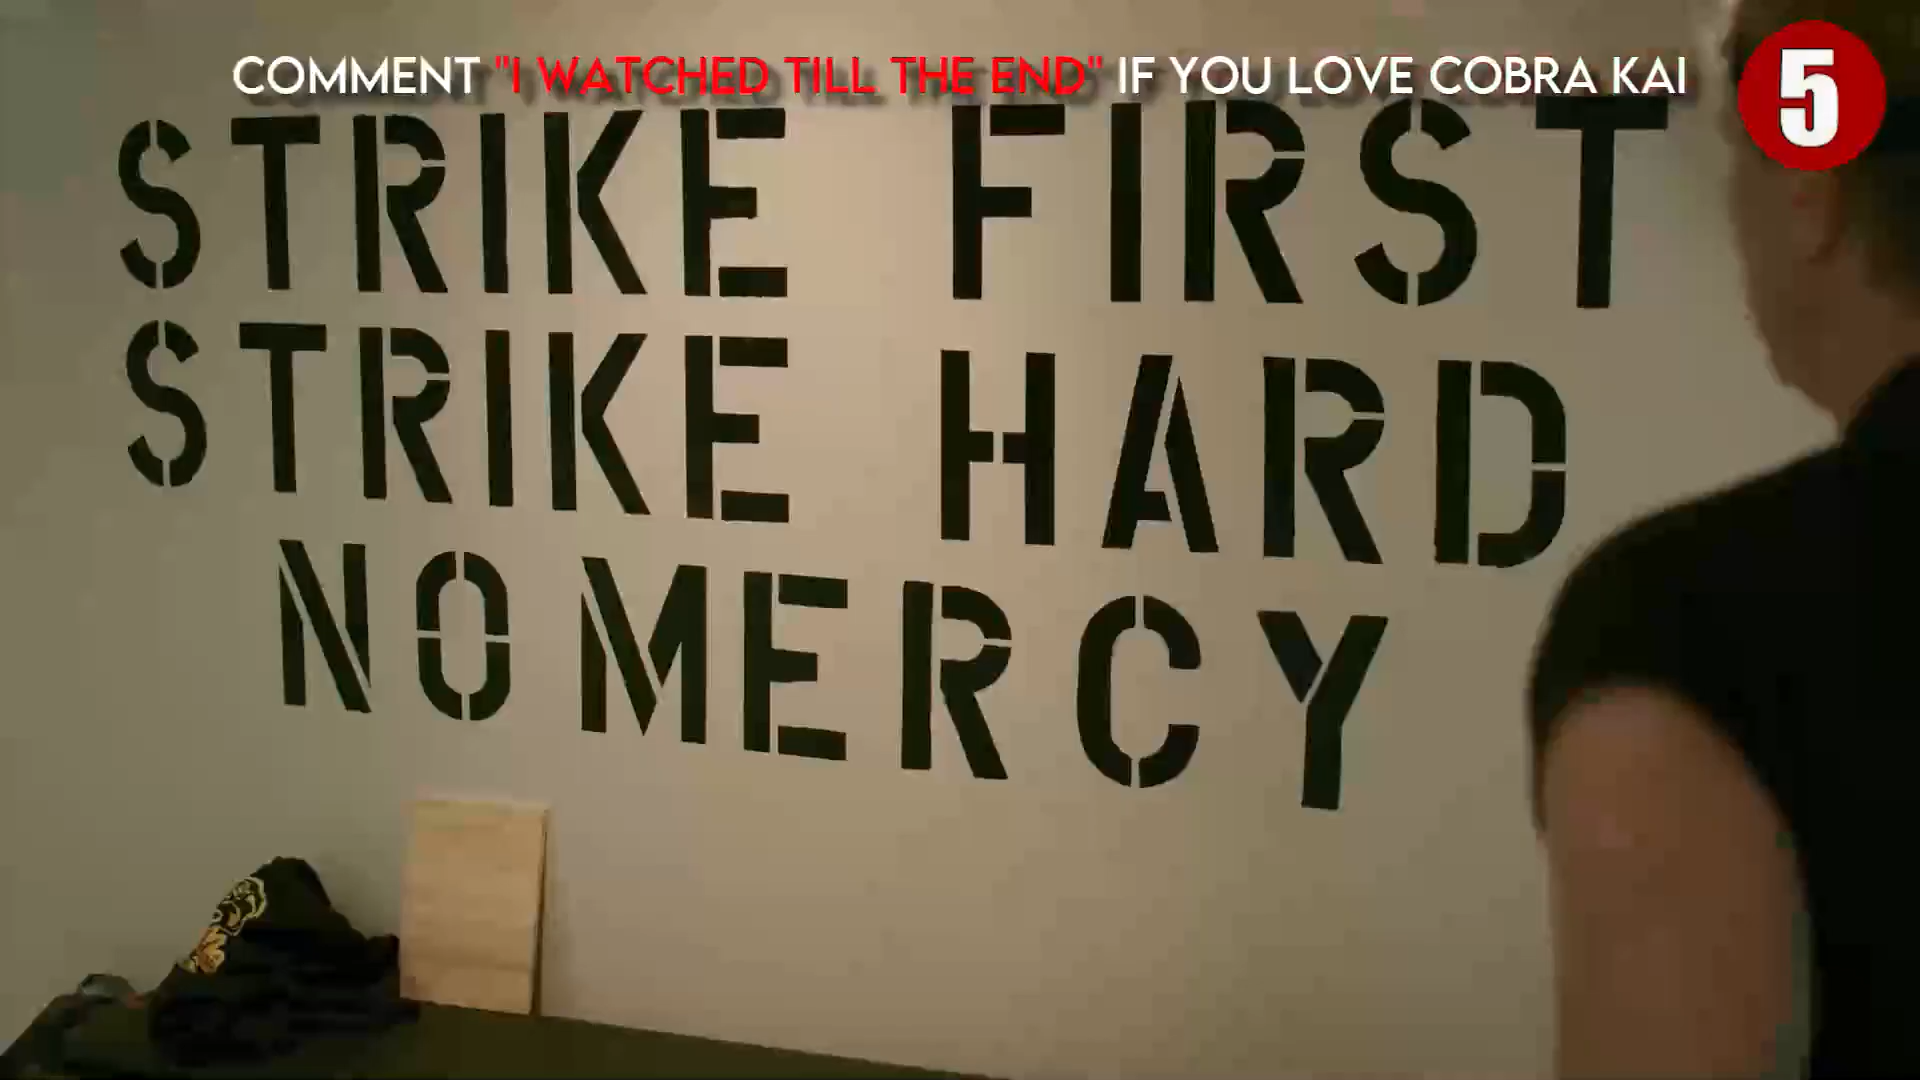 COMMENT "I WATCHED TILL THE END" IF YOU LOVE COBRA KAI
5
STRIKE FIRST
STRIKE HARD
NO MERCY